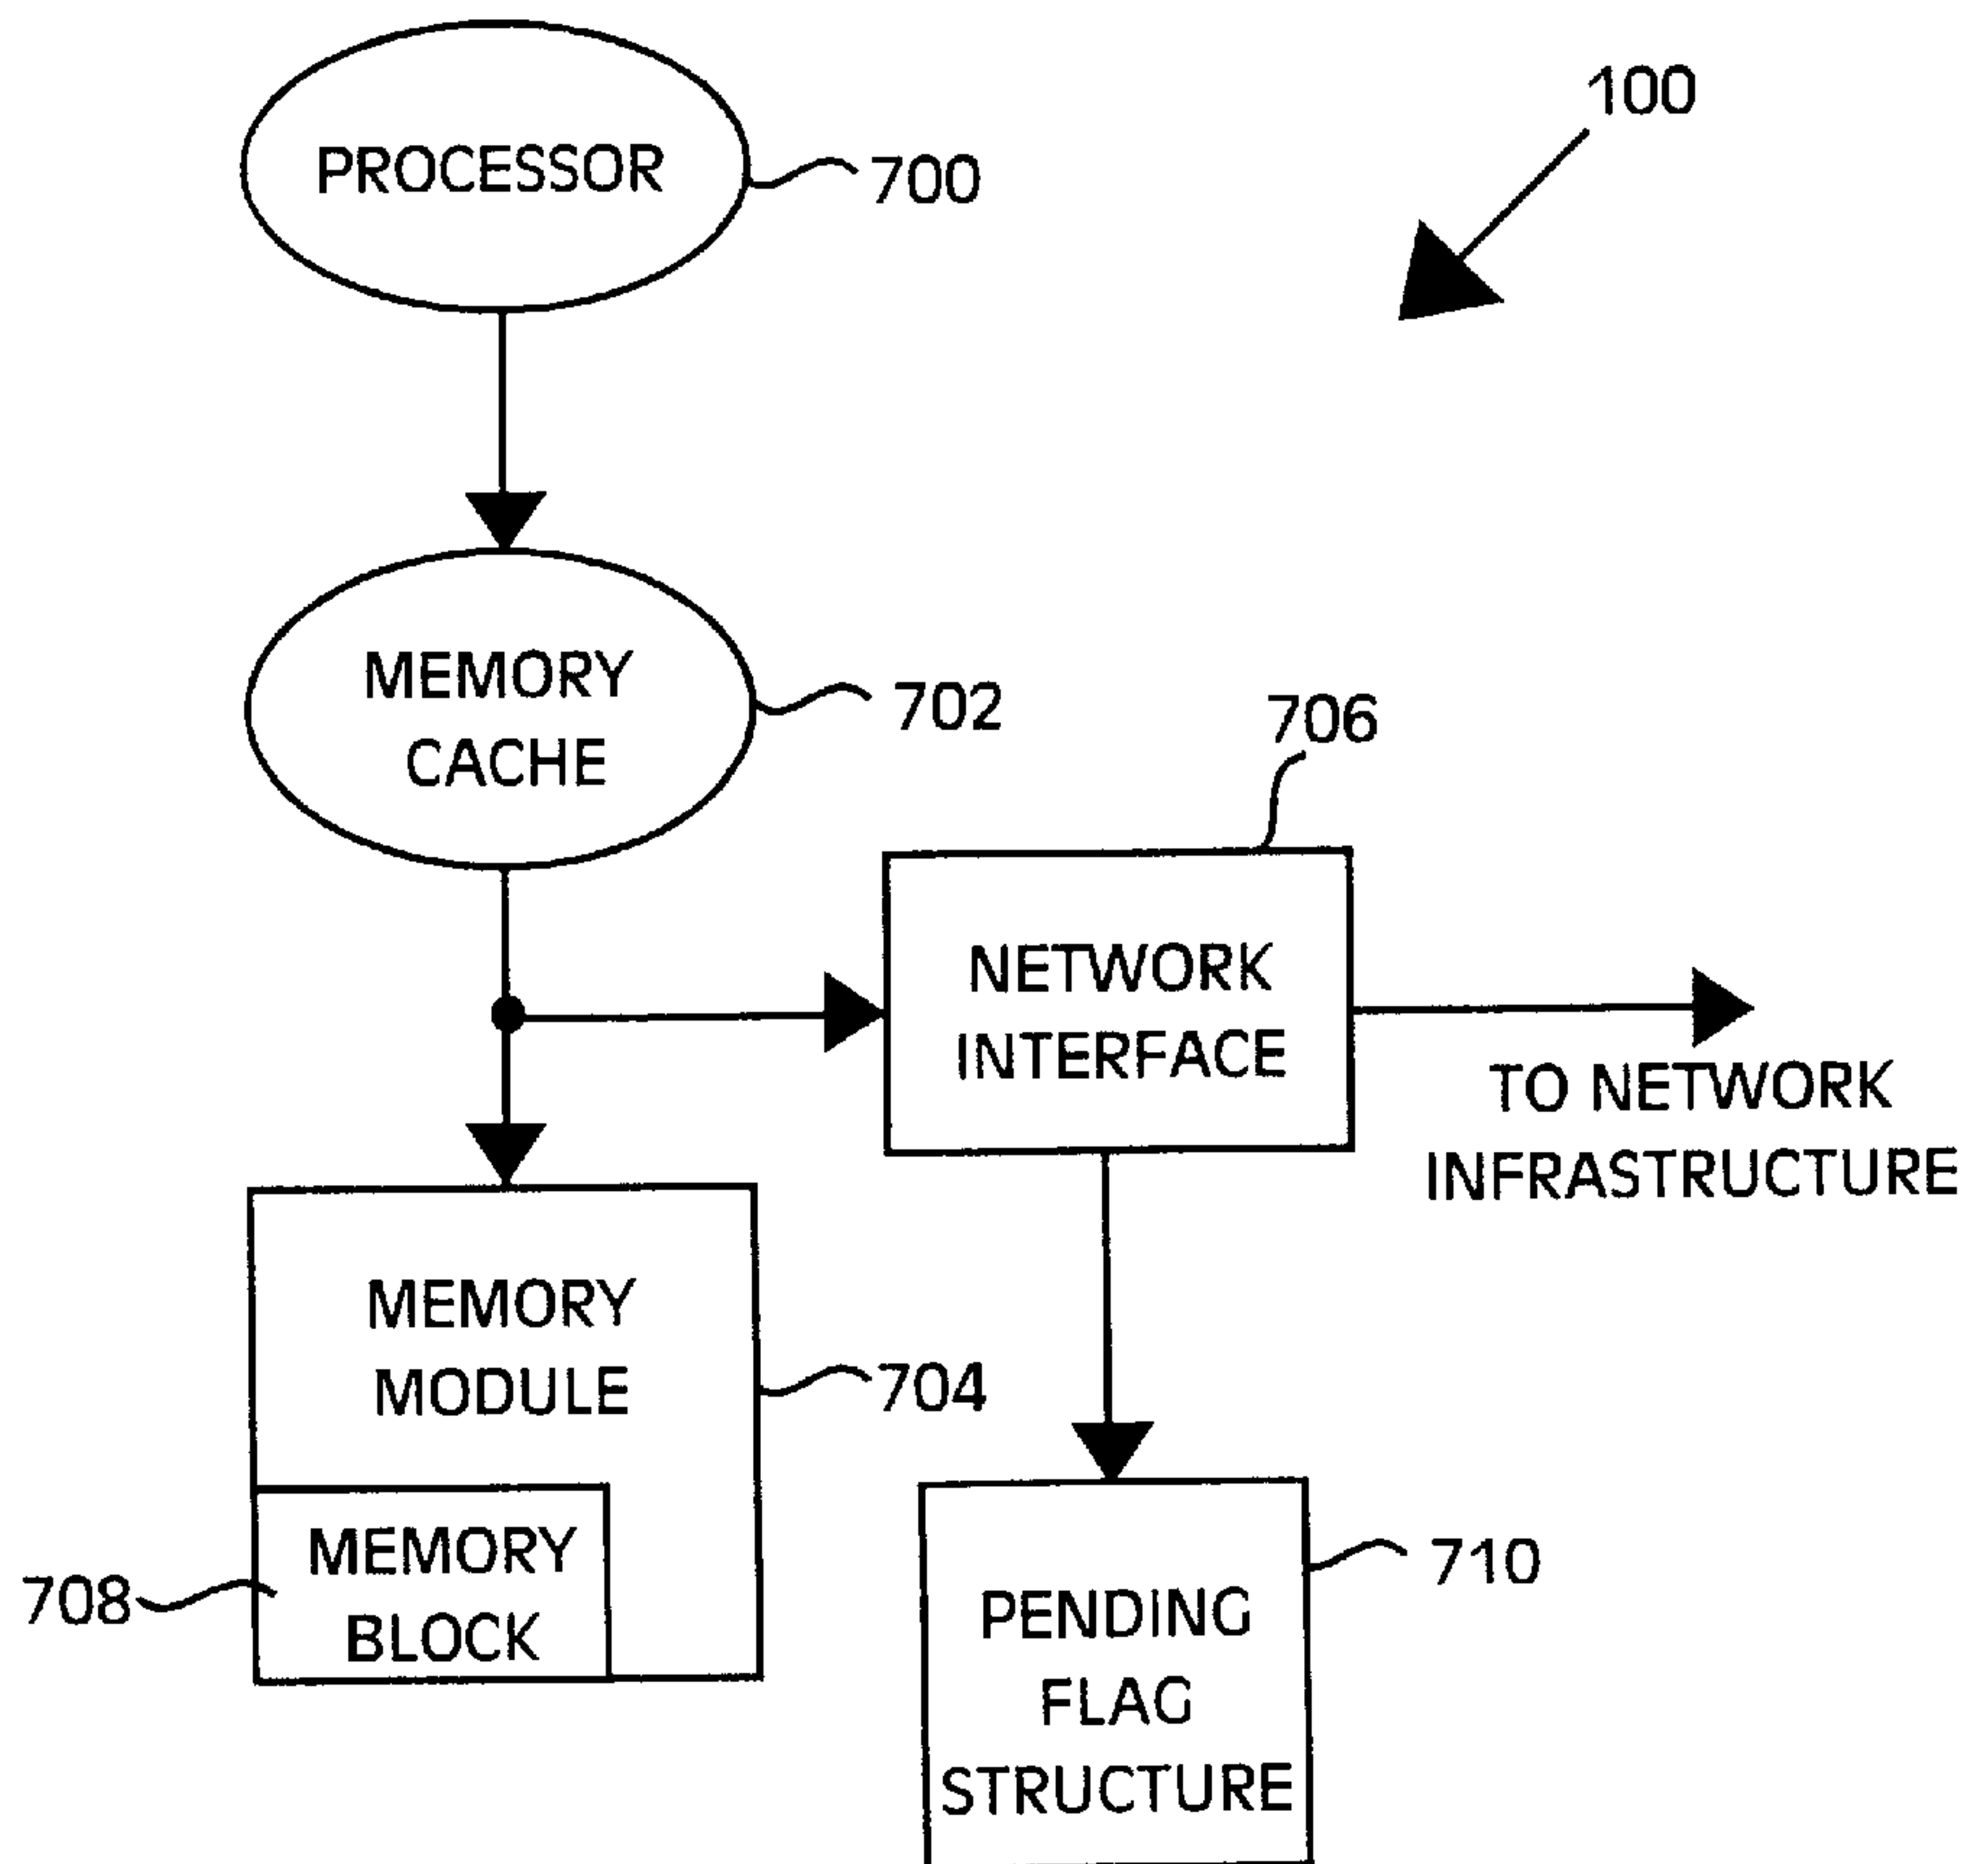 100
PROCESSOR
700
MEMORY
CACHE
702
706
NETWORK
INTERFACE
TO NETWORK
INFRASTRUCTURE
MEMORY
MODULE
704
MEMORY
BLOCK
708
710
PENDING
FLAG
STRUCTURE